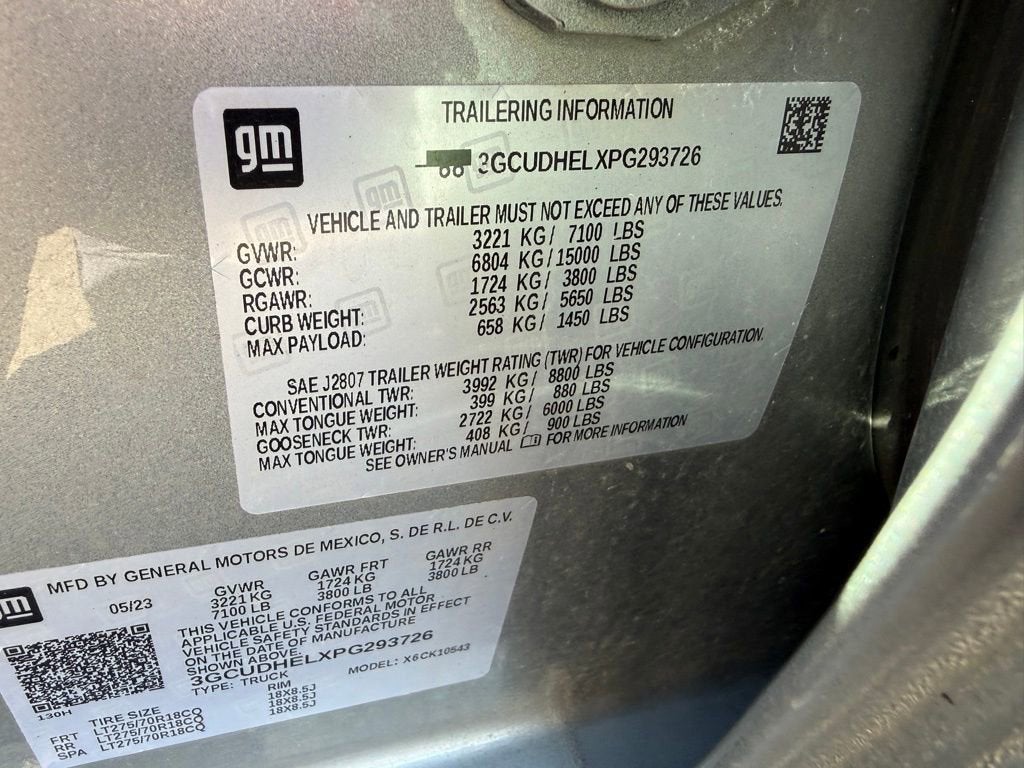 gm
TRAILERING INFORMATION
3GCUDHELXPG293726
VEHICLE AND TRAILER MUST NOT EXCEED ANY OF THESE VALUES.
GVWR: 3221 KG/ 7100 LBS
GCWR: 6804 KG/15000 LBS
RGAWR: 1724 KG/ 3800 LBS
CURB WEIGHT: 2563 KG/ 5650 LBS
MAX PAYLOAD: 658 KG/ 1450 LBS
SAE J2807 TRAILER WEIGHT RATING (TWR) FOR VEHICLE CONFIGURATION.
CONVENTIONAL TWR: 3992 KG/ 8800 LBS
MAX TONGUE WEIGHT: 399 KG/ 880 LBS
GOOSENECK TWR: 2722 KG/ 6000 LBS
MAX TONGUE WEIGHT: 408 KG/ 900 LBS
SEE OWNER'S MANUAL FOR MORE INFORMATION
gm
MFD BY GENERAL MOTORS DE MEXICO, S. DE R.L. DE C.V.
05/23 GVWR GAWR FRT GAWR RR
3221 KG 1724 KG 1724 KG
7100 LB 3800 LB 3800 LB
THIS VEHICLE CONFORMS TO ALL
APPLICABLE U.S. FEDERAL MOTOR
VEHICLE SAFETY STANDARDS IN EFFECT
ON THE DATE OF MANUFACTURE
SHOWN ABOVE.
3GCUDHELXPG293726
TYPE: TRUCK MODEL: X6CK10543
136H
TIRE SIZE RIM
FRT LT275/70R18CQ 18X8.5J
RR LT275/70R18CQ 18X8.5J
SPA LT275/70R18CQ 18X8.5J